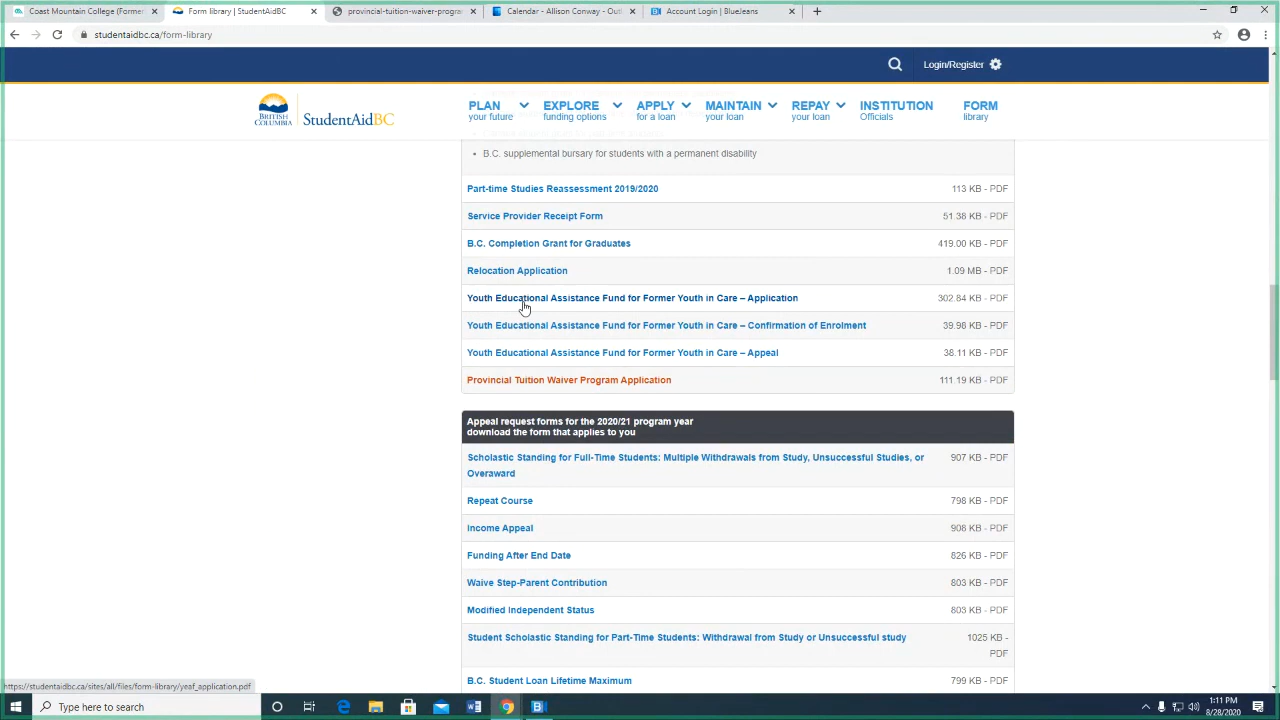 Coast Mountain College (Former
Form library | StudentAidBC
provincial-tuition-waiver-progra
Calendar - Allison Conway - Outl
Account Login | BlueJeans
studentaidbc.ca/form-library
Login/Register
BRITISH COLUMBIA
StudentAidBC
PLAN
your future
EXPLORE
funding options
APPLY
for a loan
MAINTAIN
your loan
REPAY
your loan
INSTITUTION
Officials
FORM
library
• B.C. supplemental bursary for students with a permanent disability
Part-time Studies Reassessment 2019/2020 113 KB - PDF
Service Provider Receipt Form 51.38 KB - PDF
B.C. Completion Grant for Graduates 419.00 KB - PDF
Relocation Application 1.09 MB - PDF
Youth Educational Assistance Fund for Former Youth in Care – Application 302.84 KB - PDF
Youth Educational Assistance Fund for Former Youth in Care – Confirmation of Enrolment 39.98 KB - PDF
Youth Educational Assistance Fund for Former Youth in Care – Appeal 38.11 KB - PDF
Provincial Tuition Waiver Program Application 111.19 KB - PDF
Appeal request forms for the 2020/21 program year
download the form that applies to you
Scholastic Standing for Full-Time Students: Multiple Withdrawals from Study, Unsuccessful Studies, or 907 KB - PDF
Overaward
Repeat Course 798 KB - PDF
Income Appeal 908 KB - PDF
Funding After End Date 826 KB - PDF
Waive Step-Parent Contribution 803 KB - PDF
Modified Independent Status 803 KB - PDF
Student Scholastic Standing for Part-Time Students: Withdrawal from Study or Unsuccessful study 1025 KB -
PDF
B.C. Student Loan Lifetime Maximum 799 KB - PDF
https://studentaidbc.ca/sites/all/files/form-library/yeaf_application.pdf
Type here to search
1:11 PM
8/28/2020